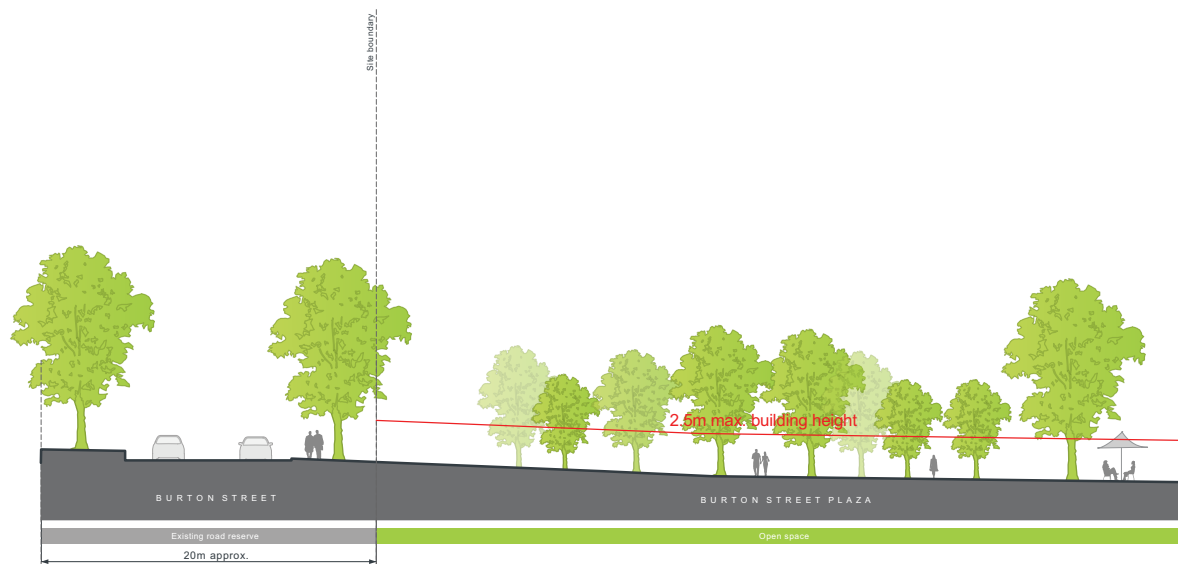 Site boundary
2.5m max. building height
BURTON STREET
BURTON STREET PLAZA
Existing road reserve
Open space
20m approx.